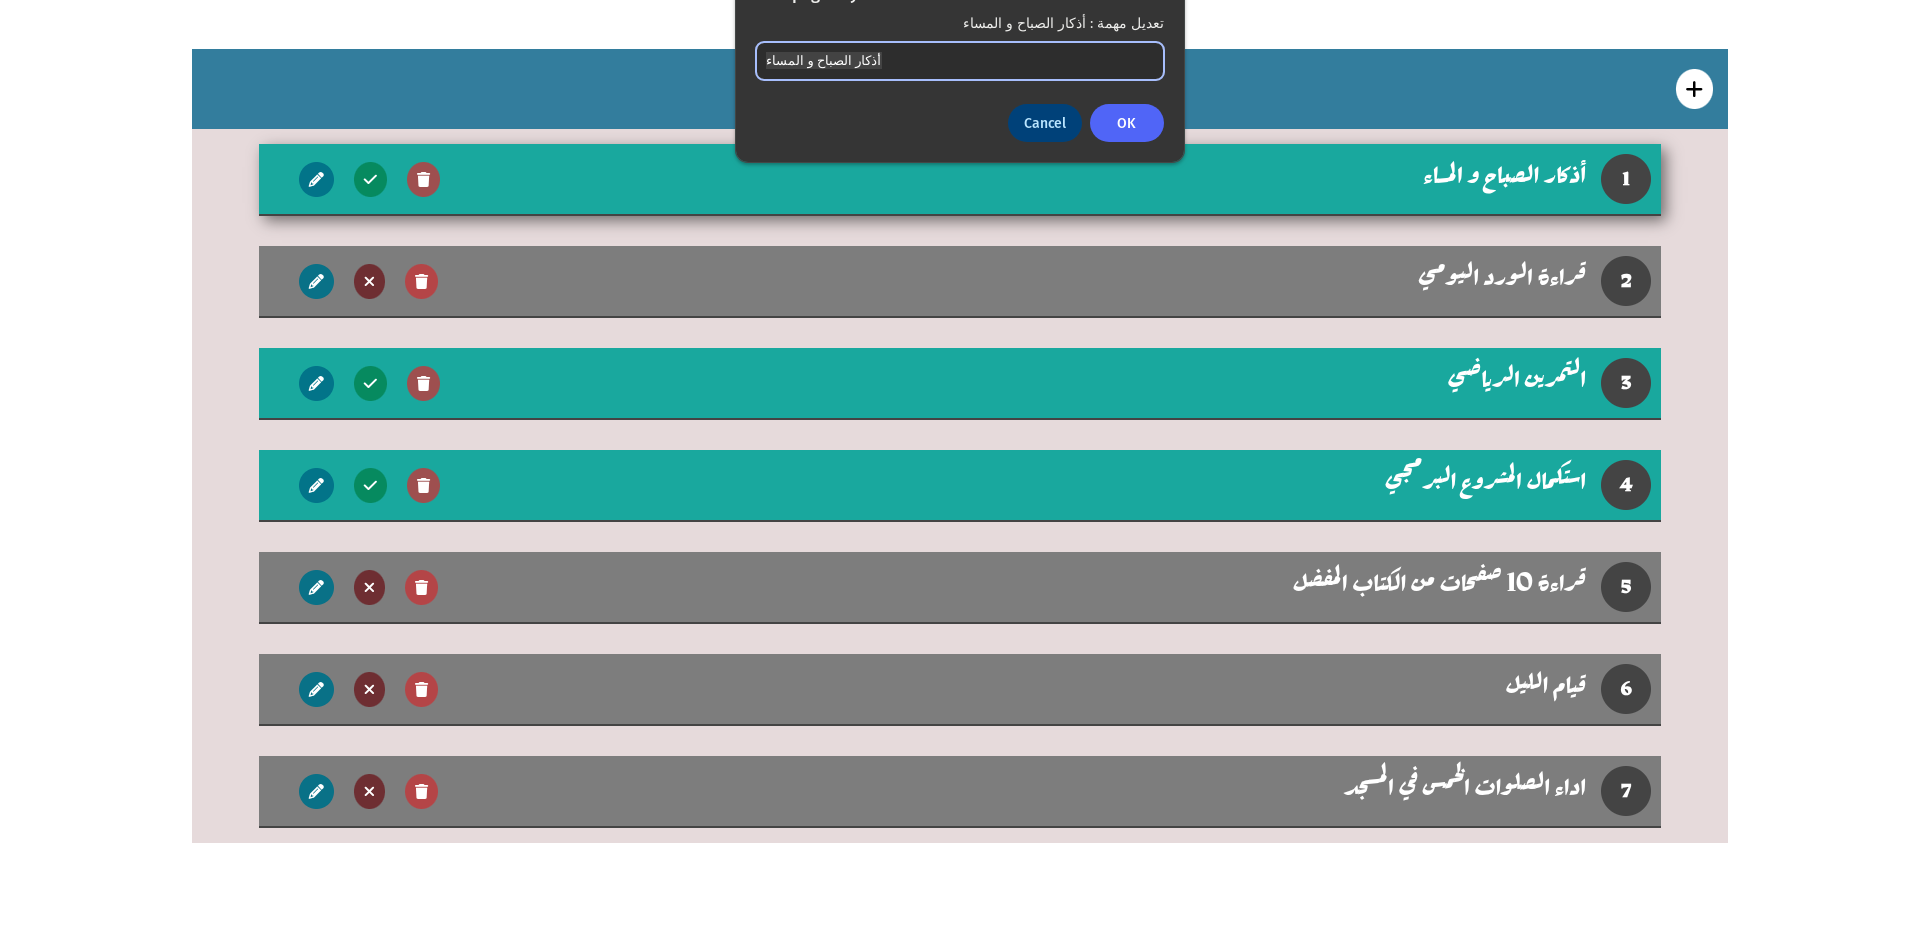 تعديل مهمة : أذكار الصباح و المساء
أذكار الصباح و المساء
Cancel OK
1 أذكار الصباح و المساء
2 قراءة الورد اليومي
3 التمرين الرياضي
4 استكمال المشروع البرمجي
5 قراءة 10 صفحات من الكتاب المفضل
6 قيام الليل
7 اداء الصلوات الخمس في المسجد